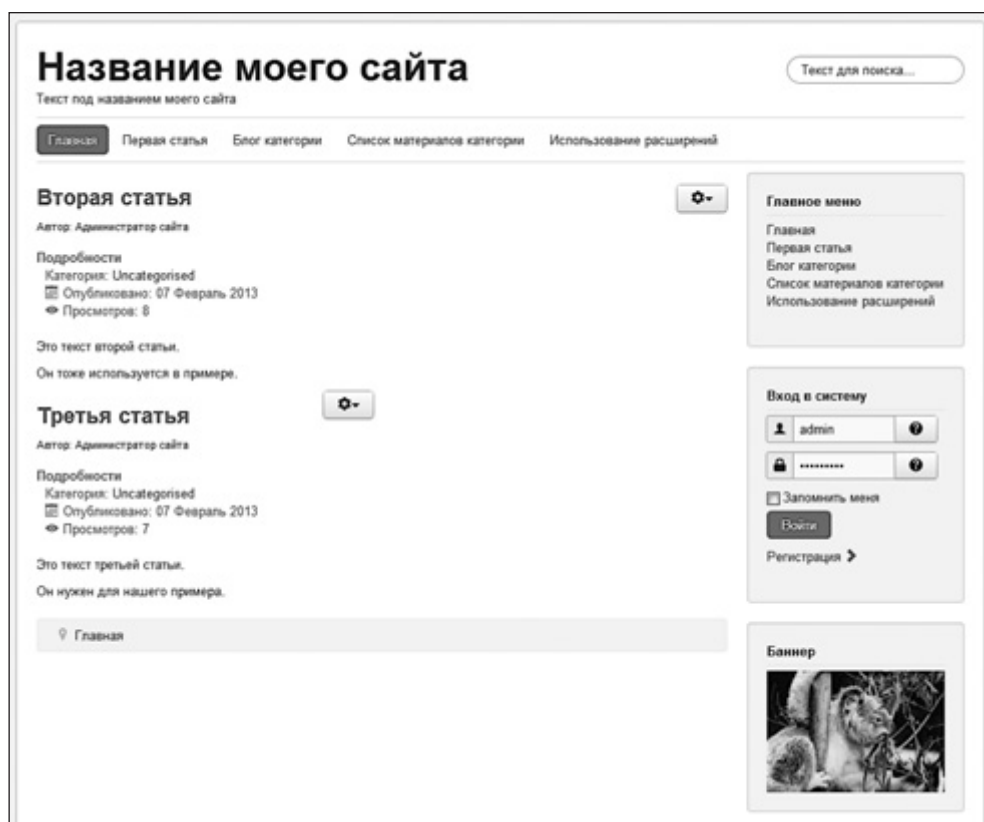 Название моего сайта
Текст под названием моего сайта
Текст для поиска...
Главная Первая статья Блог категории Список материалов категории Использование расширений
Вторая статья
Автор: Администратор сайта
Подробности
Категория: Uncategorised
Опубликовано: 07 Февраль 2013
Просмотров: 8
Это текст второй статьи.
Он тоже используется в примере.
Третья статья
Автор: Администратор сайта
Подробности
Категория: Uncategorised
Опубликовано: 07 Февраль 2013
Просмотров: 7
Это текст третьей статьи.
Он нужен для нашего примера.
Главная
Главное меню
Главная
Первая статья
Блог категории
Список материалов категории
Использование расширений
Вход в систему
admin
•••••••••
Запомнить меня
Войти
Регистрация
Баннер